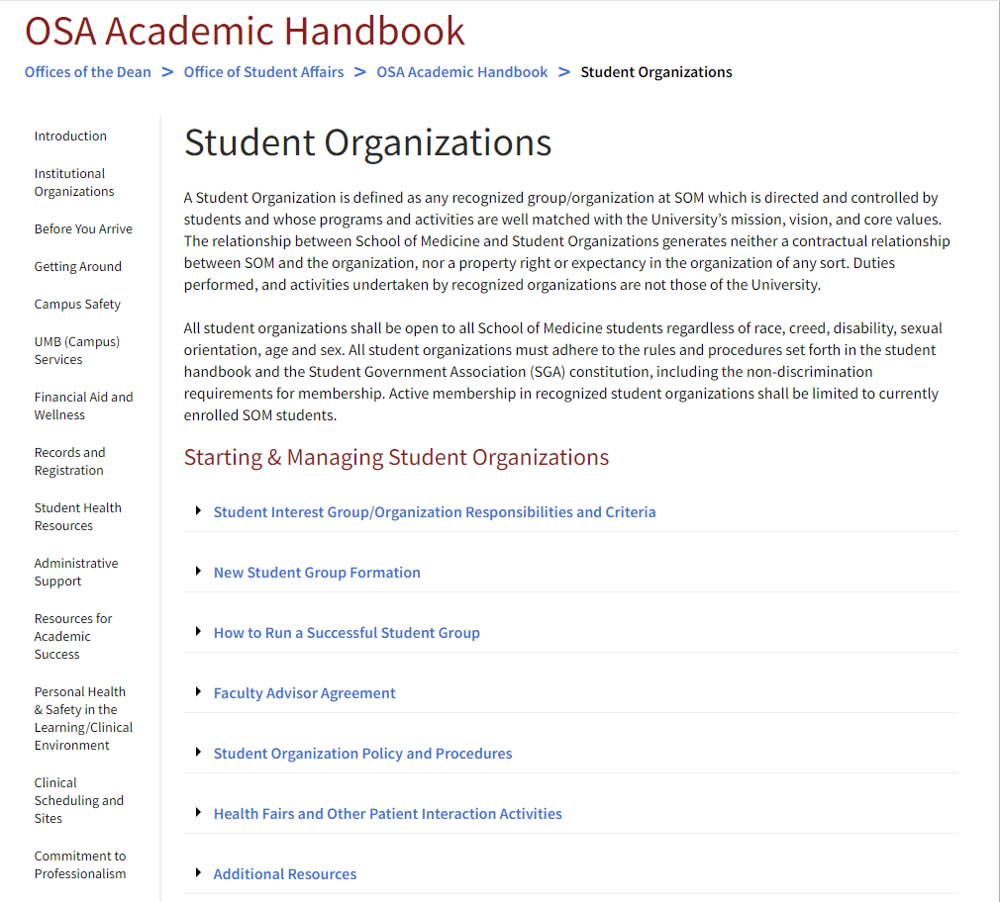 OSA Academic Handbook
Offices of the Dean > Office of Student Affairs > OSA Academic Handbook > Student Organizations
Introduction
Institutional
Organizations
Before You Arrive
Getting Around
Campus Safety
UMB (Campus)
Services
Financial Aid and
Wellness
Records and
Registration
Student Health
Resources
Administrative
Support
Resources for
Academic
Success
Personal Health
& Safety in the
Learning/Clinical
Environment
Clinical
Scheduling and
Sites
Commitment to
Professionalism
Student Organizations
A Student Organization is defined as any recognized group/organization at SOM which is directed and controlled by
students and whose programs and activities are well matched with the University’s mission, vision, and core values.
The relationship between School of Medicine and Student Organizations generates neither a contractual relationship
between SOM and the organization, nor a property right or expectancy in the organization of any sort. Duties
performed, and activities undertaken by recognized organizations are not those of the University.
All student organizations shall be open to all School of Medicine students regardless of race, creed, disability, sexual
orientation, age and sex. All student organizations must adhere to the rules and procedures set forth in the student
handbook and the Student Government Association (SGA) constitution, including the non-discrimination
requirements for membership. Active membership in recognized student organizations shall be limited to currently
enrolled SOM students.
Starting & Managing Student Organizations
Student Interest Group/Organization Responsibilities and Criteria
New Student Group Formation
How to Run a Successful Student Group
Faculty Advisor Agreement
Student Organization Policy and Procedures
Health Fairs and Other Patient Interaction Activities
Additional Resources